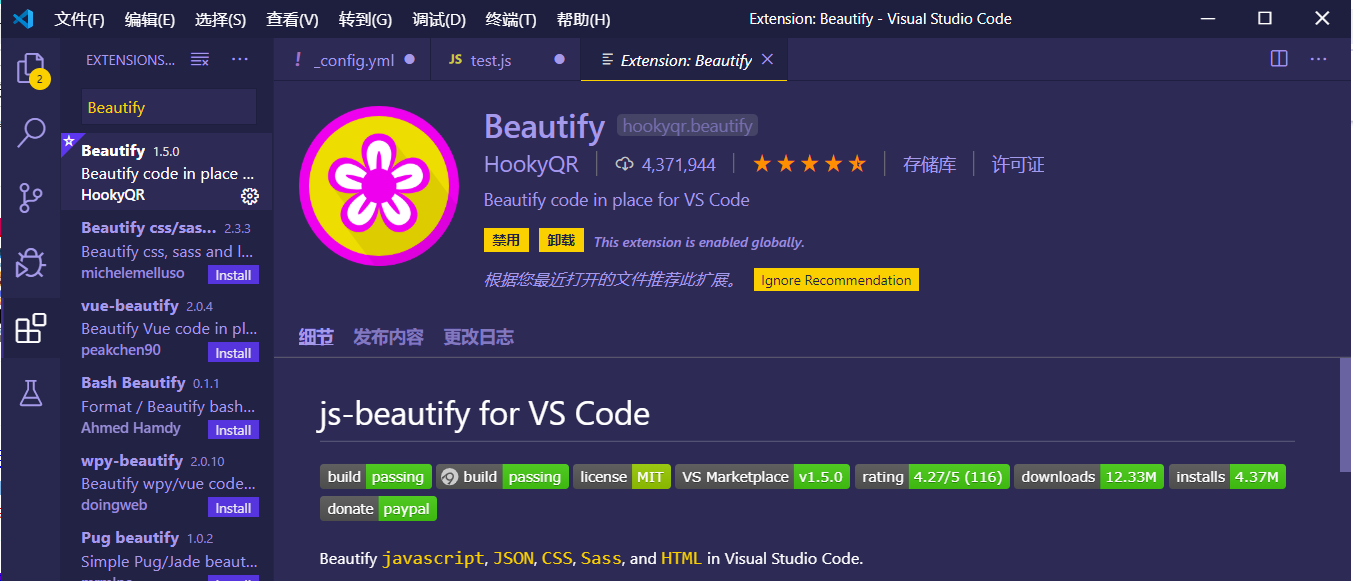 文件(F) 编辑(E) 选择(S) 查看(V) 转到(G) 调试(D) 终端(T) 帮助(H) Extension: Beautify - Visual Studio Code
EXTENSIONS... ···
! _config.yml ● JS test.js ● Extension: Beautify ···
2
Beautify
Beautify 1.5.0
Beautify code in place ...
HookyQR
Beautify css/sas... 2.3.3
Beautify css, sass and l...
michelemelluso Install
vue-beautify 2.0.4
Beautify Vue code in pl...
peakchen90 Install
Bash Beautify 0.1.1
Format / Beautify bash...
Ahmed Hamdy Install
wpy-beautify 2.0.10
Beautify wpy/vue code...
doingweb Install
Pug beautify 1.0.2
Simple Pug/Jade beaut...
Beautify hookyqr.beautify
HookyQR 4,371,944 存储库 许可证
Beautify code in place for VS Code
禁用 卸载 This extension is enabled globally.
根据您最近打开的文件推荐此扩展。 Ignore Recommendation
细节 发布内容 更改日志
js-beautify for VS Code
build passing build passing license MIT VS Marketplace v1.5.0 rating 4.27/5 (116) downloads 12.33M installs 4.37M
donate paypal
Beautify javascript, JSON, CSS, Sass, and HTML in Visual Studio Code.